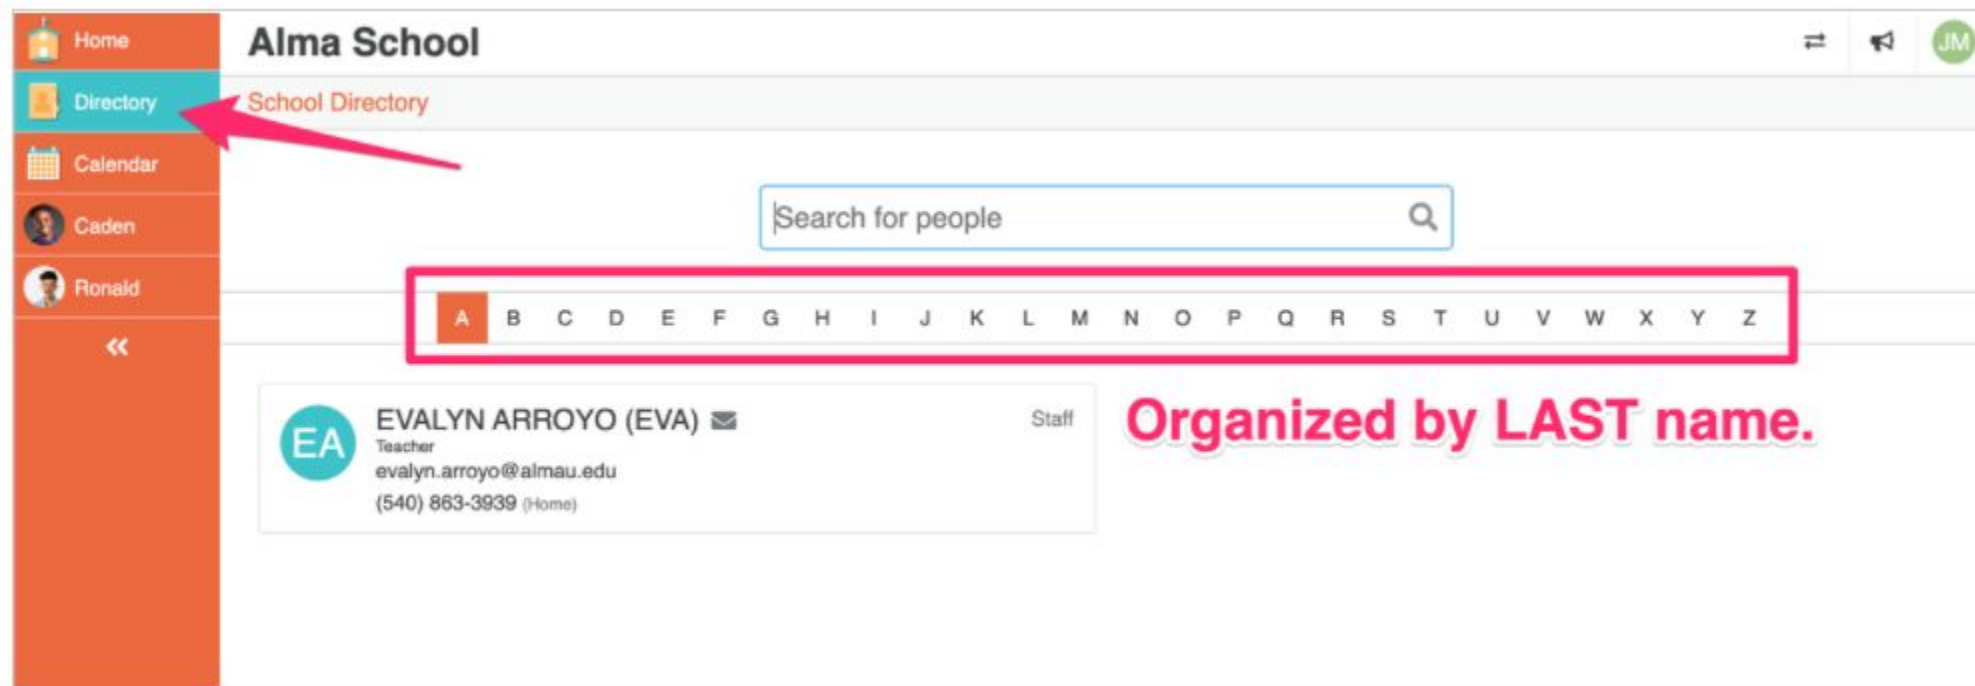 Home
Alma School
JM
Directory
School Directory
Calendar
Search for people
Caden
Ronald
A B C D E F G H I J K L M N O P Q R S T U V W X Y Z
EA
EVALYN ARROYO (EVA)
Staff
Teacher
evalyn.arroyo@almau.edu
(540) 863-3939 (Home)
Organized by LAST name.